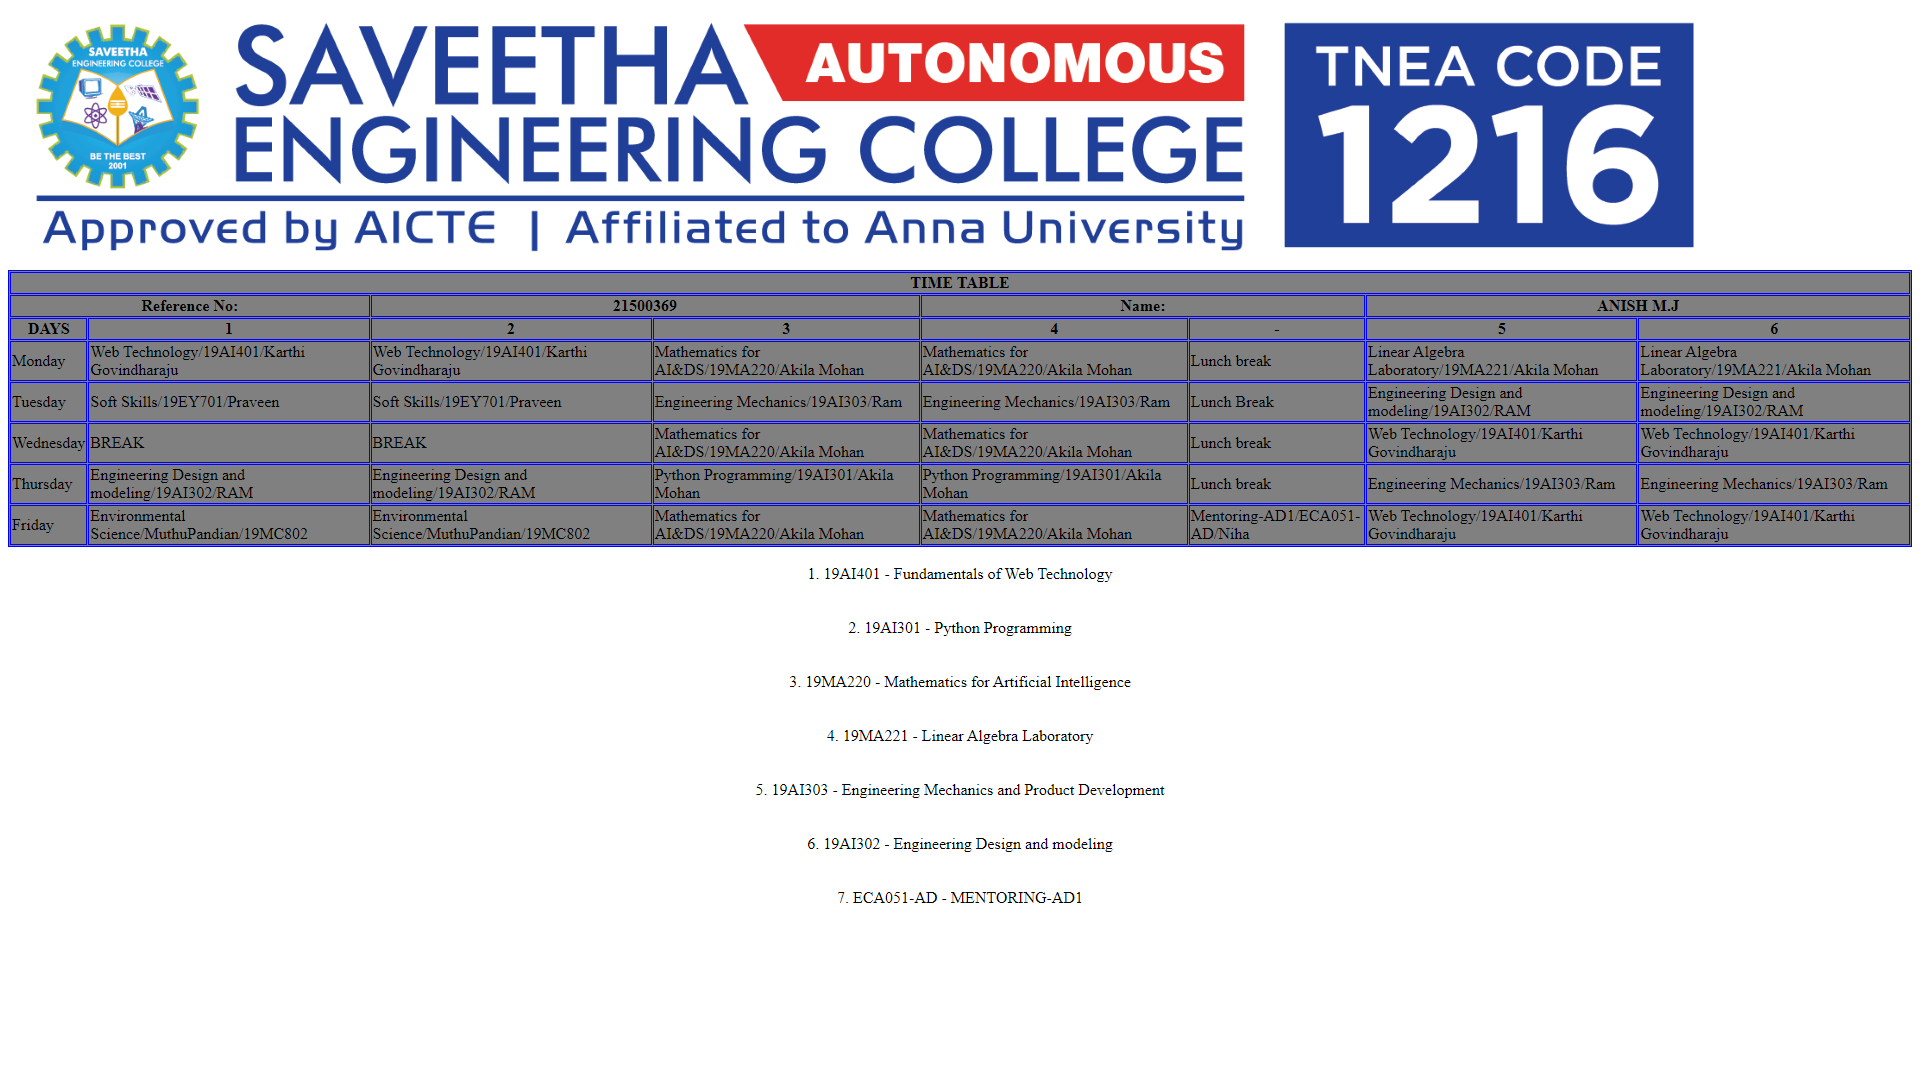 SAVEETHA
ENGINEERING COLLEGE
BE THE BEST
2001
SAVEETHA AUTONOMOUS
ENGINEERING COLLEGE
Approved by AICTE | Affiliated to Anna University
TNEA CODE
1216
TIME TABLE
Reference No: 21500369 Name: ANISH M.J
DAYS 1 2 3 4 - 5 6
Monday Web Technology/19AI401/Karthi Govindharaju Web Technology/19AI401/Karthi Govindharaju Mathematics for AI&DS/19MA220/Akila Mohan Mathematics for AI&DS/19MA220/Akila Mohan Lunch break Linear Algebra Laboratory/19MA221/Akila Mohan Linear Algebra Laboratory/19MA221/Akila Mohan
Tuesday Soft Skills/19EY701/Praveen Soft Skills/19EY701/Praveen Engineering Mechanics/19AI303/Ram Engineering Mechanics/19AI303/Ram Lunch Break Engineering Design and modeling/19AI302/RAM Engineering Design and modeling/19AI302/RAM
Wednesday BREAK BREAK Mathematics for AI&DS/19MA220/Akila Mohan Mathematics for AI&DS/19MA220/Akila Mohan Lunch break Web Technology/19AI401/Karthi Govindharaju Web Technology/19AI401/Karthi Govindharaju
Thursday Engineering Design and modeling/19AI302/RAM Engineering Design and modeling/19AI302/RAM Python Programming/19AI301/Akila Mohan Python Programming/19AI301/Akila Mohan Lunch break Engineering Mechanics/19AI303/Ram Engineering Mechanics/19AI303/Ram
Friday Environmental Science/MuthuPandian/19MC802 Environmental Science/MuthuPandian/19MC802 Mathematics for AI&DS/19MA220/Akila Mohan Mathematics for AI&DS/19MA220/Akila Mohan Mentoring-AD1/ECA051-AD/Niha Web Technology/19AI401/Karthi Govindharaju Web Technology/19AI401/Karthi Govindharaju
1. 19AI401 - Fundamentals of Web Technology
2. 19AI301 - Python Programming
3. 19MA220 - Mathematics for Artificial Intelligence
4. 19MA221 - Linear Algebra Laboratory
5. 19AI303 - Engineering Mechanics and Product Development
6. 19AI302 - Engineering Design and modeling
7. ECA051-AD - MENTORING-AD1